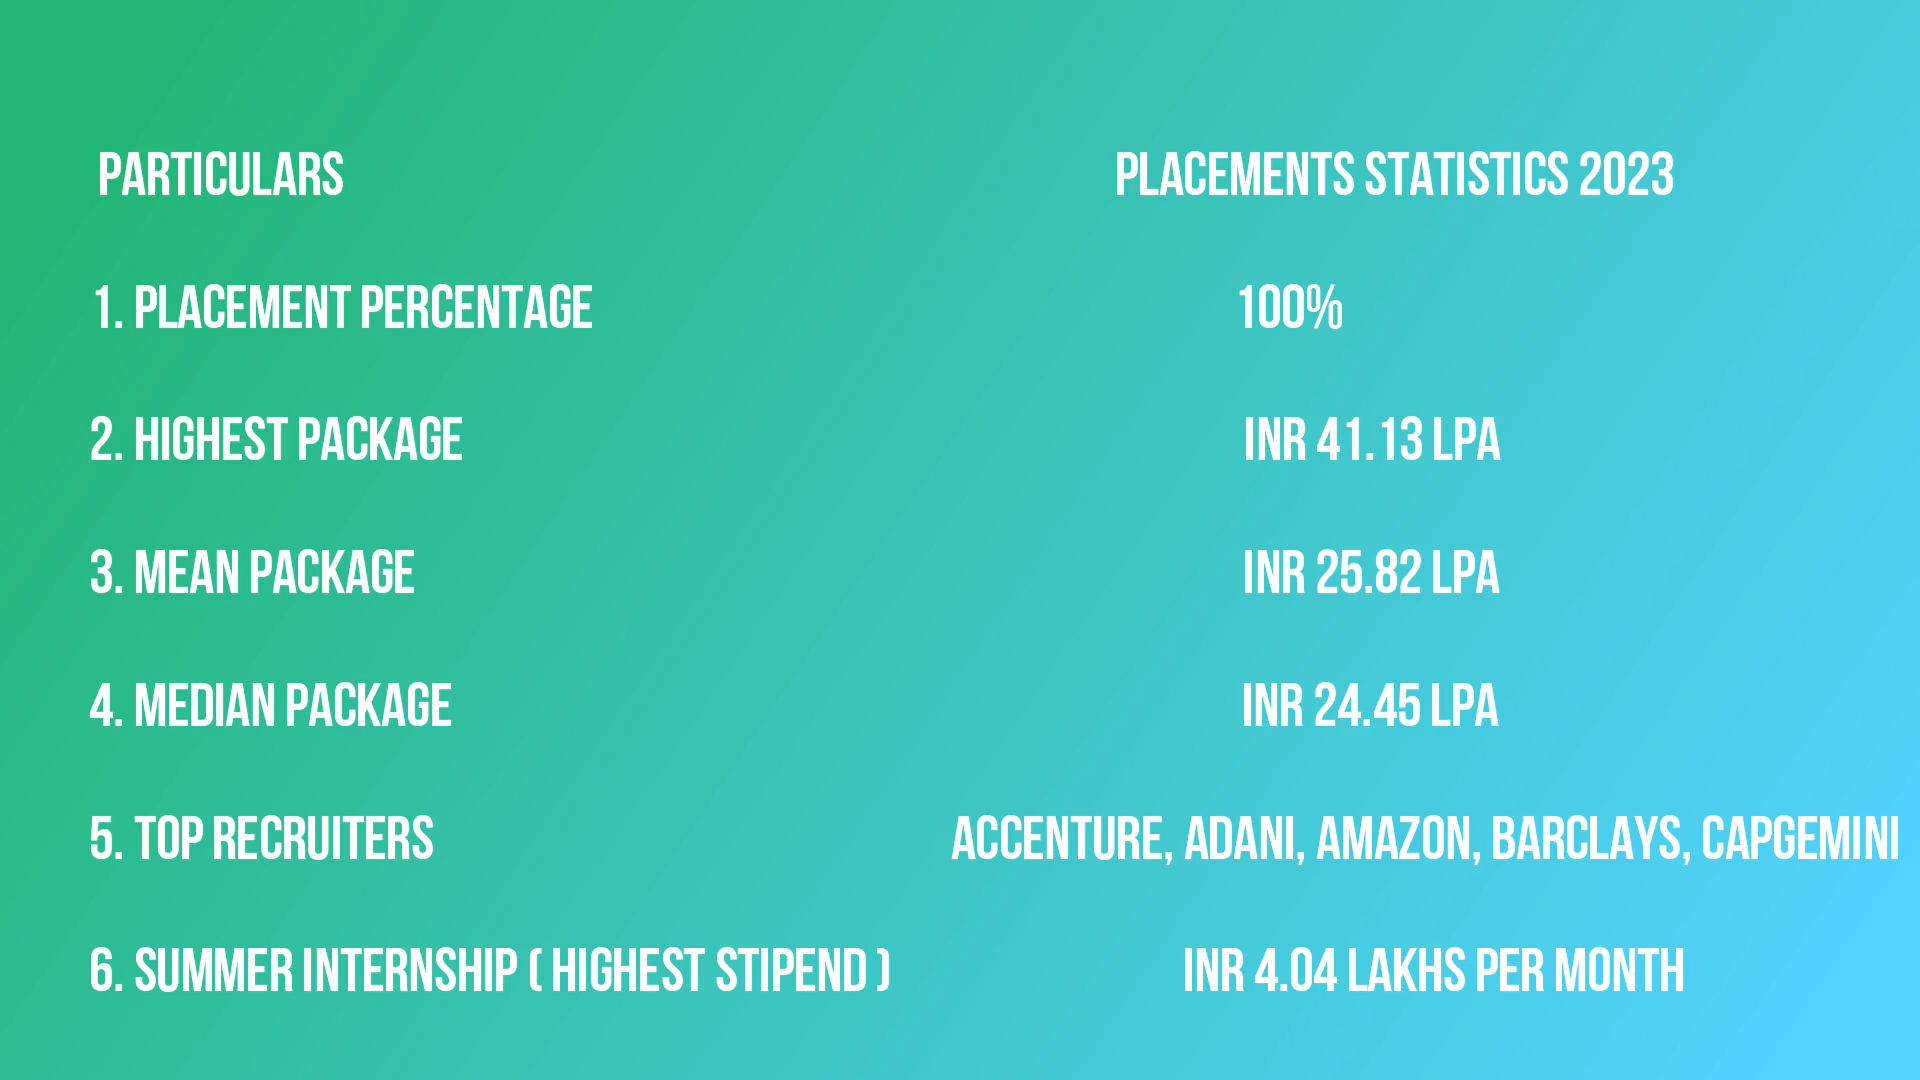 PARTICULARS PLACEMENTS STATISTICS 2023
1. PLACEMENT PERCENTAGE 100%
2. HIGHEST PACKAGE INR 41.13 LPA
3. MEAN PACKAGE INR 25.82 LPA
4. MEDIAN PACKAGE INR 24.45 LPA
5. TOP RECRUITERS ACCENTURE, ADANI, AMAZON, BARCLAYS, CAPGEMINI
6. SUMMER INTERNSHIP ( HIGHEST STIPEND ) INR 4.04 LAKHS PER MONTH